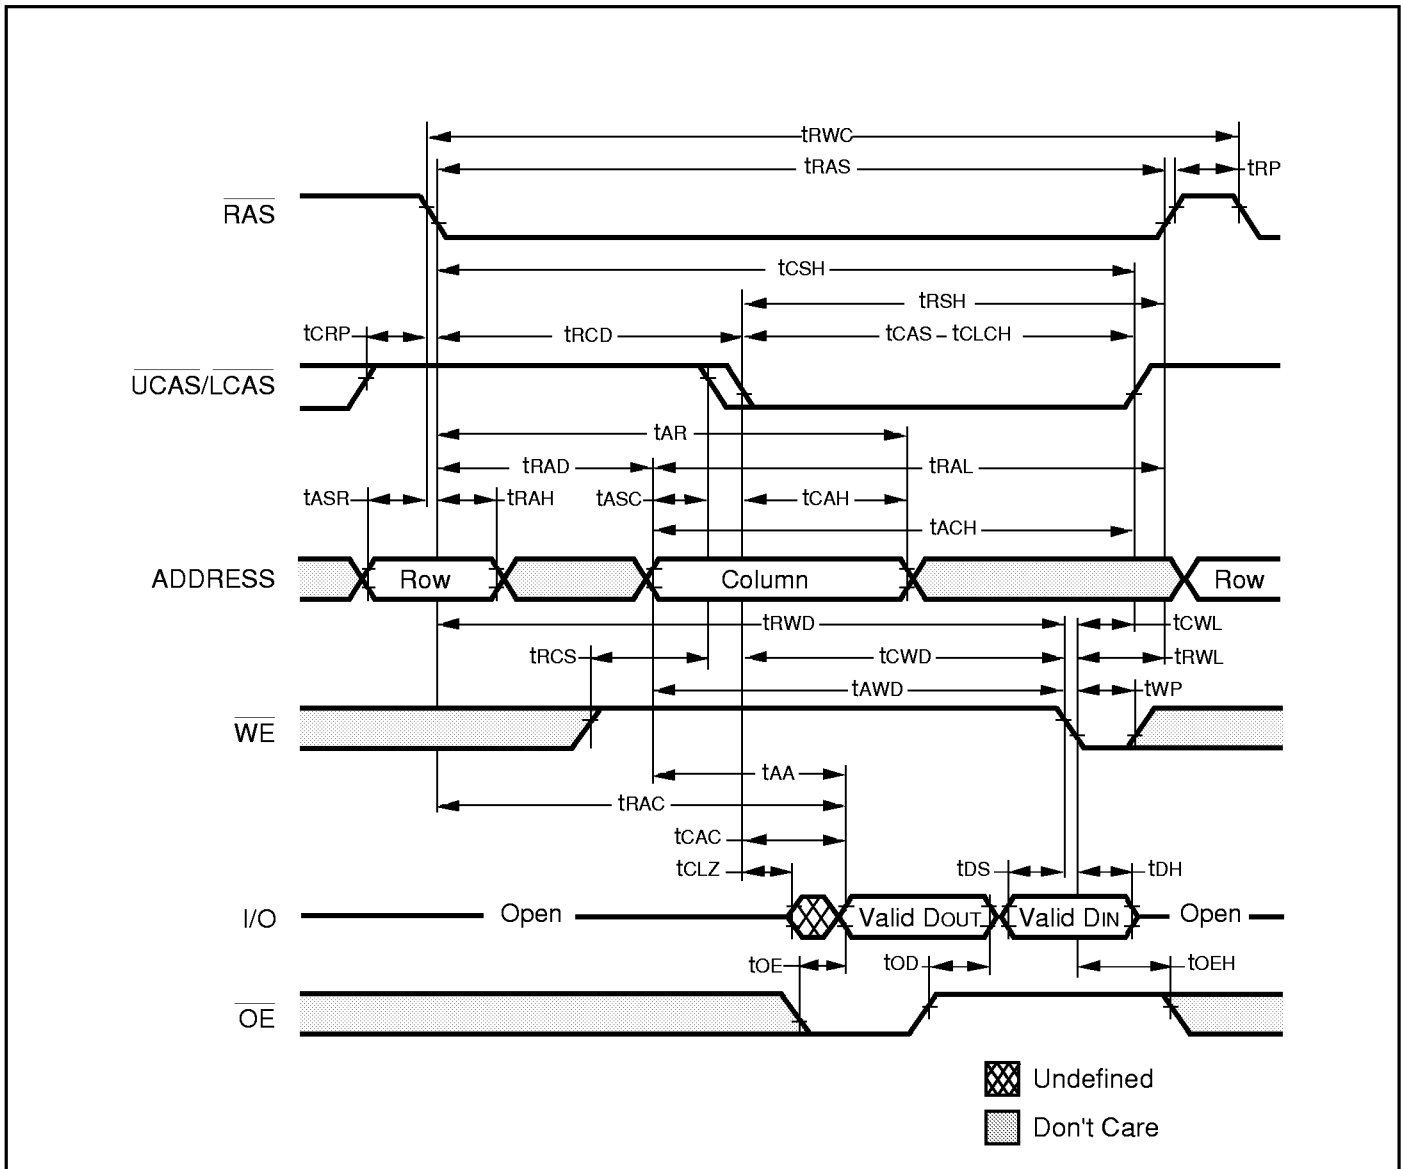 tRWC
tRAS
tRP
RAS
tCSH
tRSH
tCRP
tRCD
tCAS – tCLCH
UCAS/LCAS
tAR
tRAD
tRAL
tASR
tRAH
tASC
tCAH
tACH
ADDRESS
Row
Column
Row
tRWD
tCWL
tRCS
tCWD
tRWL
tAWD
tWP
WE
tAA
tRAC
tCAC
tCLZ
tDS
tDH
I/O
Open
Valid DOUT
Valid DIN
Open
tOE
tOD
tOEH
OE
Undefined
Don't Care